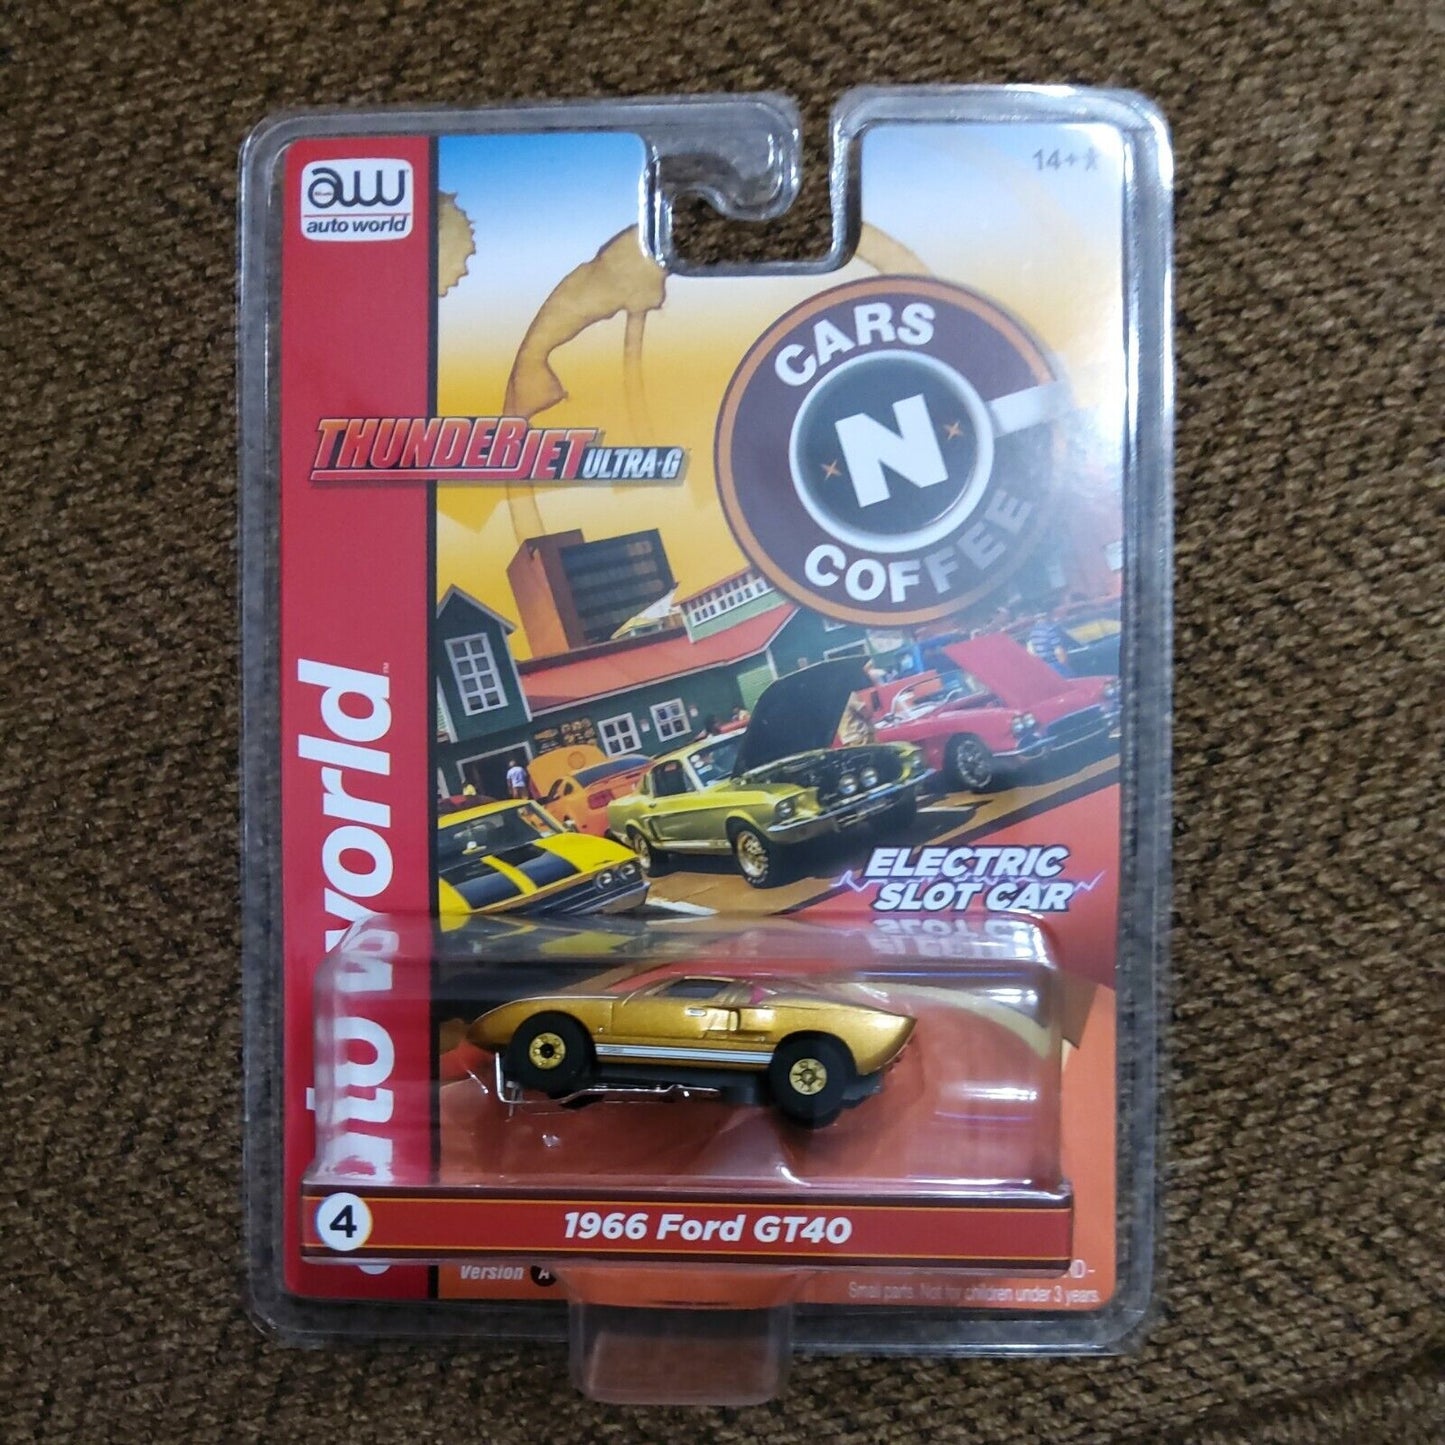 aw
auto world
14+
CARS
N
COFFEE
THUNDERJET ULTRA-G
auto world™
ELECTRIC
SLOT CAR
4
1966 Ford GT40
Version A
Small parts. Not for children under 3 years.